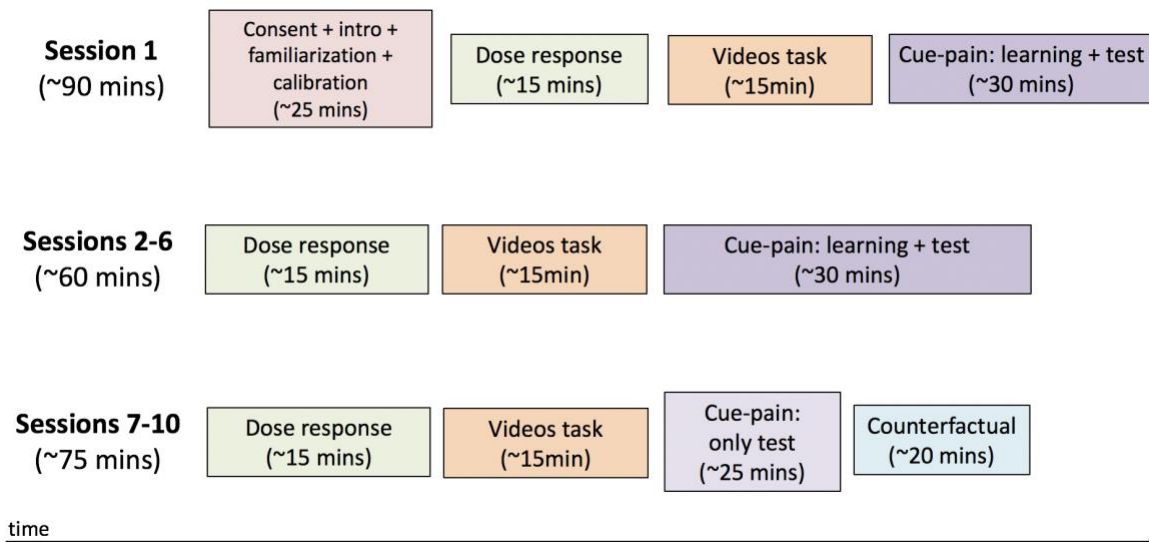 Session 1
(~90 mins)
Consent + intro +
familiarization +
calibration
(~25 mins)
Dose response
(~15 mins)
Videos task
(~15min)
Cue-pain: learning + test
(~30 mins)
Sessions 2-6
(~60 mins)
Dose response
(~15 mins)
Videos task
(~15min)
Cue-pain: learning + test
(~30 mins)
Sessions 7-10
(~75 mins)
Dose response
(~15 mins)
Videos task
(~15min)
Cue-pain:
only test
(~25 mins)
Counterfactual
(~20 mins)
time